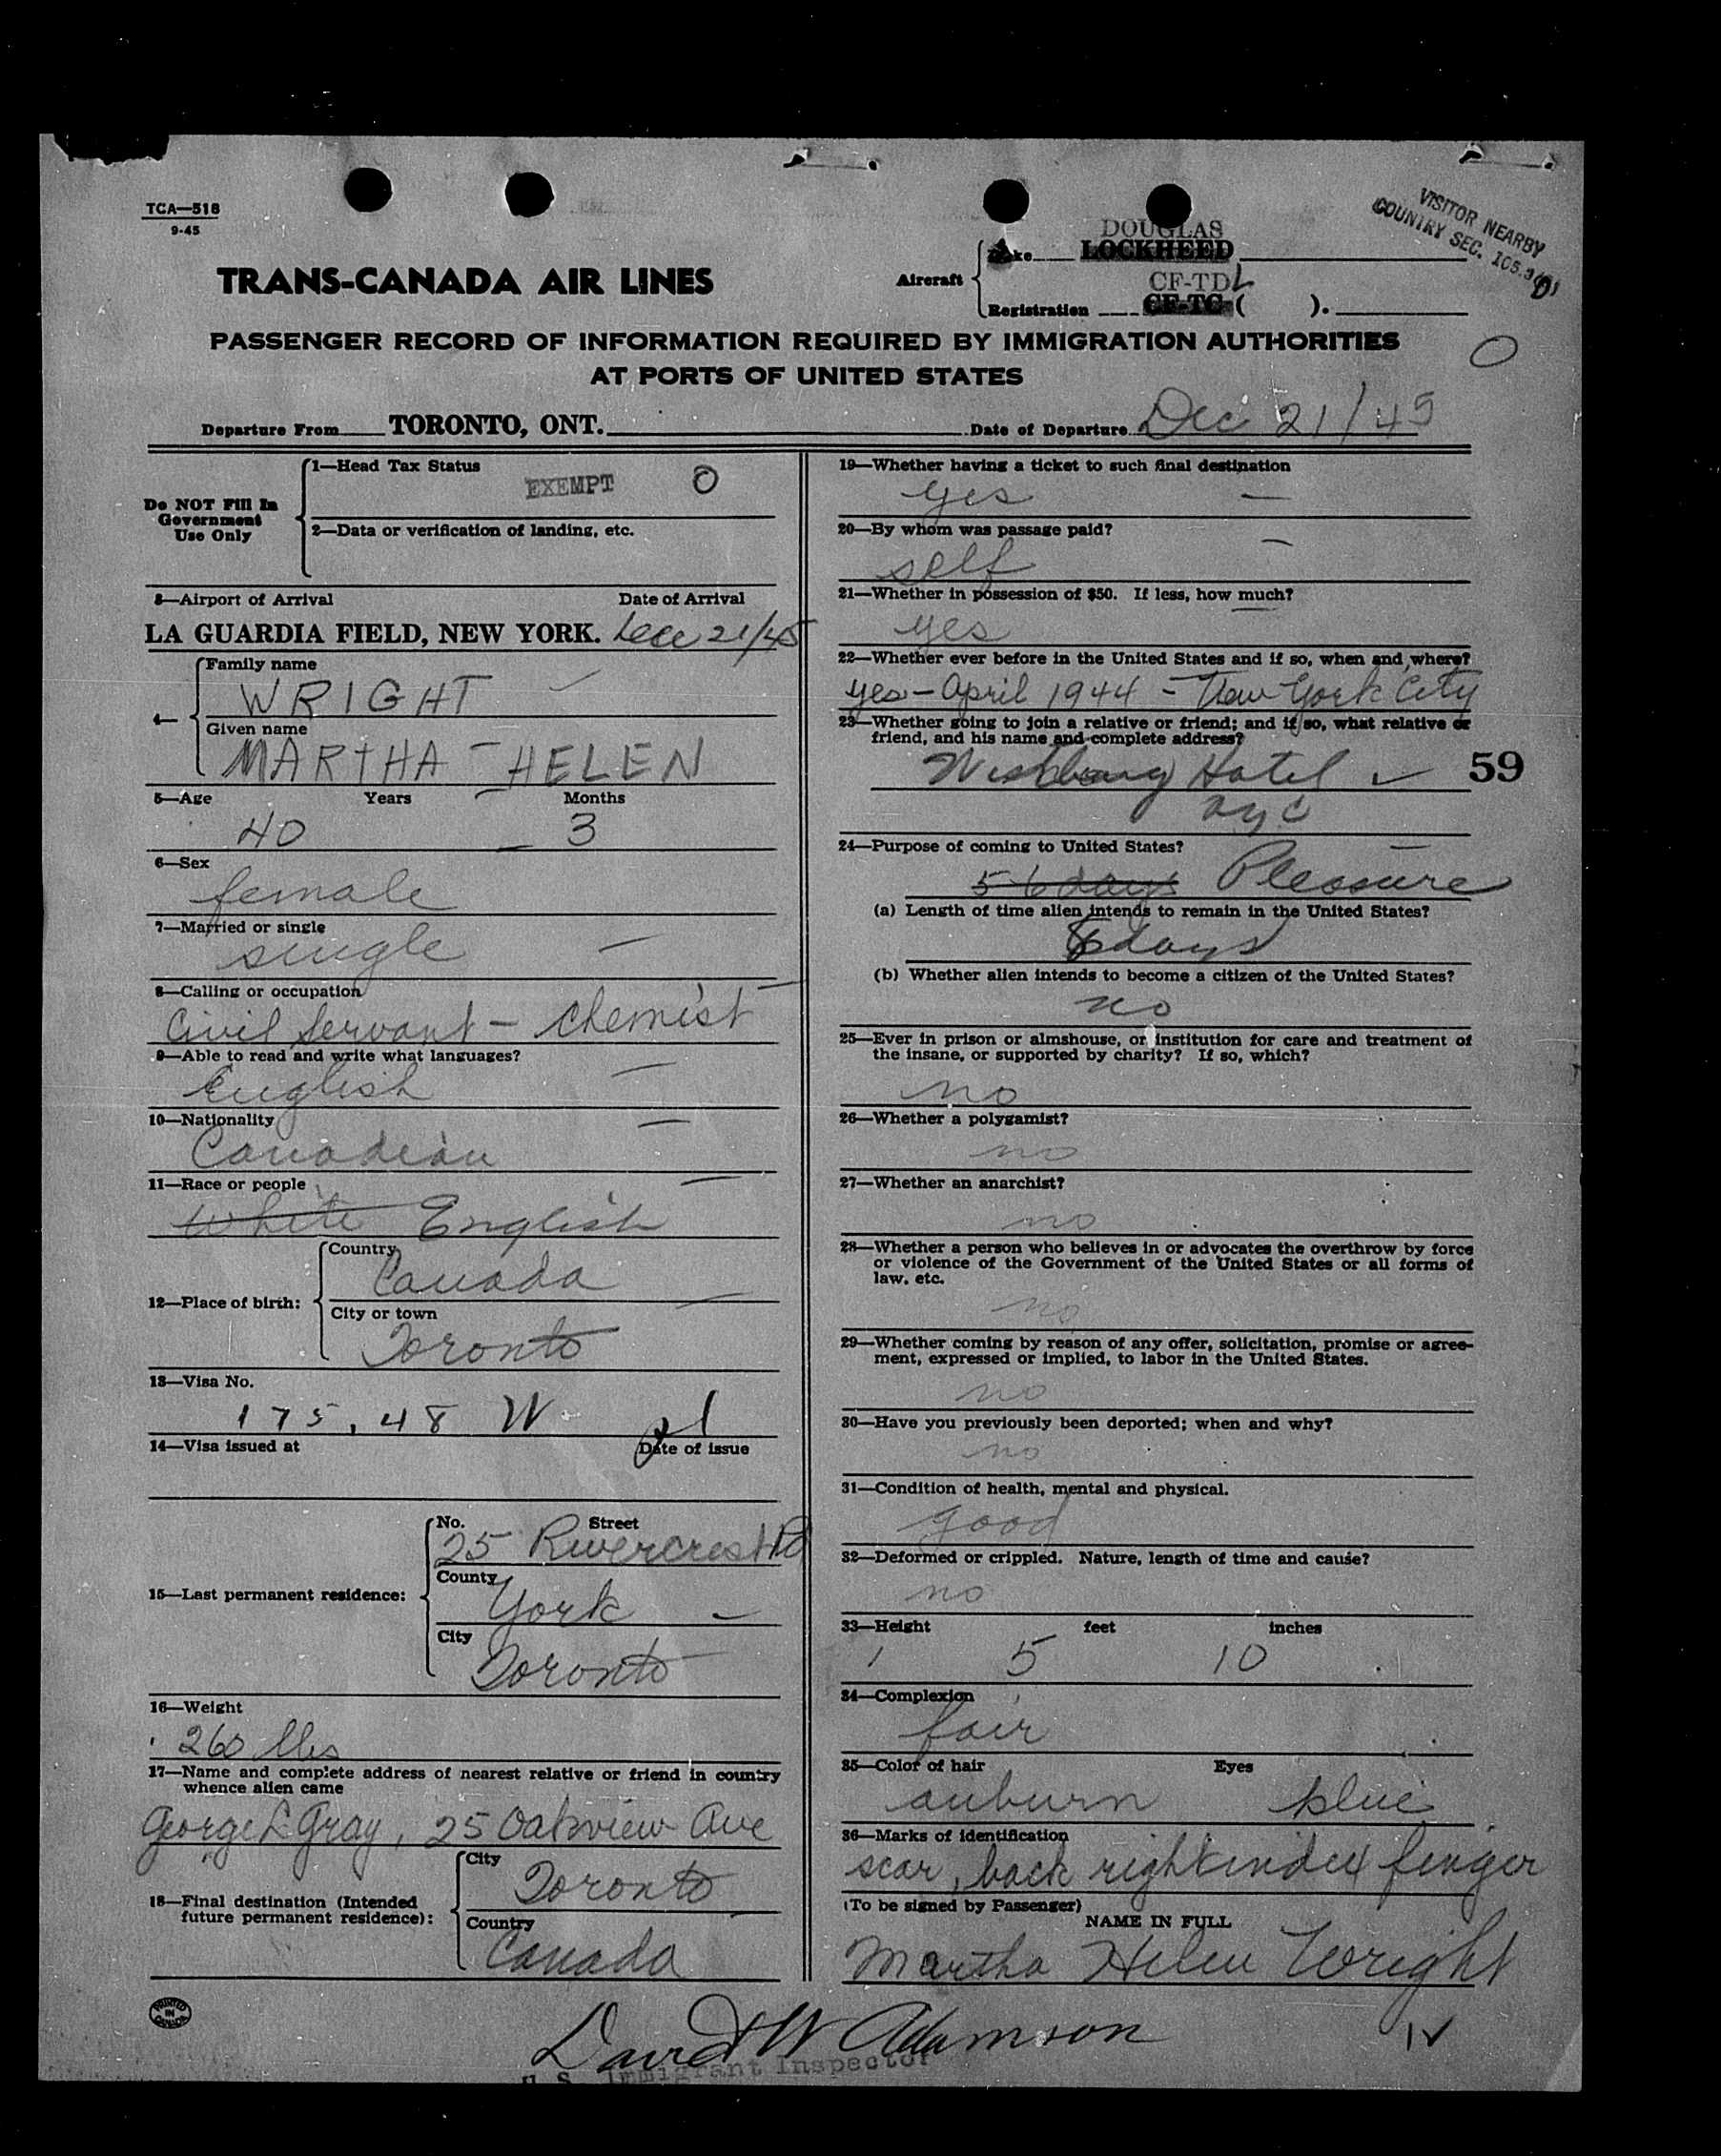 TCA—518
9-45
VISITOR NEARBY
COUNTRY SEC. 105.3(B)
TRANS-CANADA AIR LINES
Aircraft
DOUGLAS
Make LOCKHEED
CF-TDL
Registration CF-TC- ( ).
PASSENGER RECORD OF INFORMATION REQUIRED BY IMMIGRATION AUTHORITIES
AT PORTS OF UNITED STATES
O
Departure From TORONTO, ONT. Date of Departure Dec 21/45
Do NOT Fill In
Government
Use Only
1—Head Tax Status
EXEMPT O
2—Data or verification of landing, etc.
3—Airport of Arrival Date of Arrival
LA GUARDIA FIELD, NEW YORK. Dec 21/45
4—
Family name
WRIGHT
Given name
MARTHA - HELEN
5—Age Years Months
40 3
6—Sex
female
7—Married or single
single
8—Calling or occupation
Civil Servant - Chemist
9—Able to read and write what languages?
English
10—Nationality
Canadian
11—Race or people
White English
12—Place of birth:
Country
Canada
City or town
Toronto
13—Visa No.
175.48 W
14—Visa issued at Date of issue
15—Last permanent residence:
No. Street
25 Rivercrest Rd
County
York
City
Toronto
16—Weight
260 lbs
17—Name and complete address of nearest relative or friend in country
whence alien came
George L Gray, 25 Oakview Ave
18—Final destination (Intended
future permanent residence):
City
Toronto
Country
Canada
19—Whether having a ticket to such final destination
yes
20—By whom was passage paid?
self
21—Whether in possession of $50. If less, how much?
yes
22—Whether ever before in the United States and if so, when and where?
yes - April 1944 - New York City
23—Whether going to join a relative or friend; and if so, what relative or
friend, and his name and complete address?
Hotel
59
nyc
24—Purpose of coming to United States?
5 6 days Pleasure
(a) Length of time alien intends to remain in the United States?
6 days
(b) Whether alien intends to become a citizen of the United States?
no
25—Ever in prison or almshouse, or institution for care and treatment of
the insane, or supported by charity? If so, which?
no
26—Whether a polygamist?
no
27—Whether an anarchist?
no
28—Whether a person who believes in or advocates the overthrow by force
or violence of the Government of the United States or all forms of
law. etc.
no
29—Whether coming by reason of any offer, solicitation, promise or agree-
ment, expressed or implied, to labor in the United States.
no
30—Have you previously been deported; when and why?
no
31—Condition of health, mental and physical.
good
32—Deformed or crippled. Nature, length of time and cause?
no
33—Height feet inches
5 10
34—Complexion
fair
35—Color of hair Eyes
auburn blue
36—Marks of identification
scar, back right index finger
(To be signed by Passenger)
NAME IN FULL
Martha Helen Wright
PRINTED
IN
CANADA
David W Adamson
U. S. Immigrant Inspector